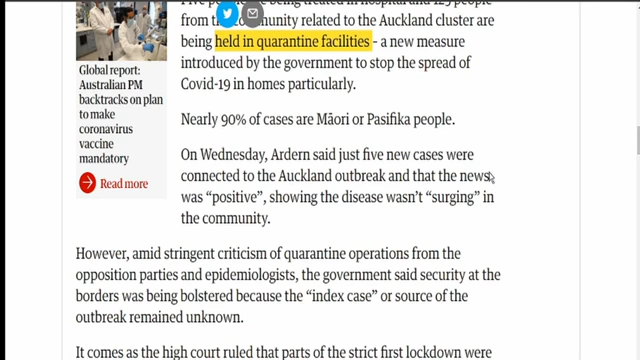 from the community related to the Auckland cluster are
being held in quarantine facilities - a new measure
introduced by the government to stop the spread of
Covid-19 in homes particularly.
Nearly 90% of cases are Māori or Pasifika people.
On Wednesday, Ardern said just five new cases were
connected to the Auckland outbreak and that the news
was “positive”, showing the disease wasn’t “surging” in
the community.
Global report:
Australian PM
backtracks on plan
to make
coronavirus
vaccine
mandatory
Read more
However, amid stringent criticism of quarantine operations from the
opposition parties and epidemiologists, the government said security at the
borders was being bolstered because the “index case” or source of the
outbreak remained unknown.
It comes as the high court ruled that parts of the strict first lockdown were